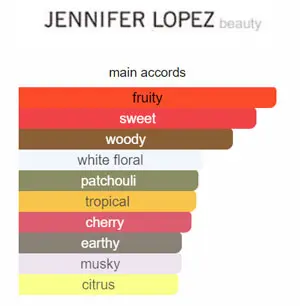 JENNIFER LOPEZ beauty
main accords
fruity
sweet
woody
white floral
patchouli
tropical
cherry
earthy
musky
citrus